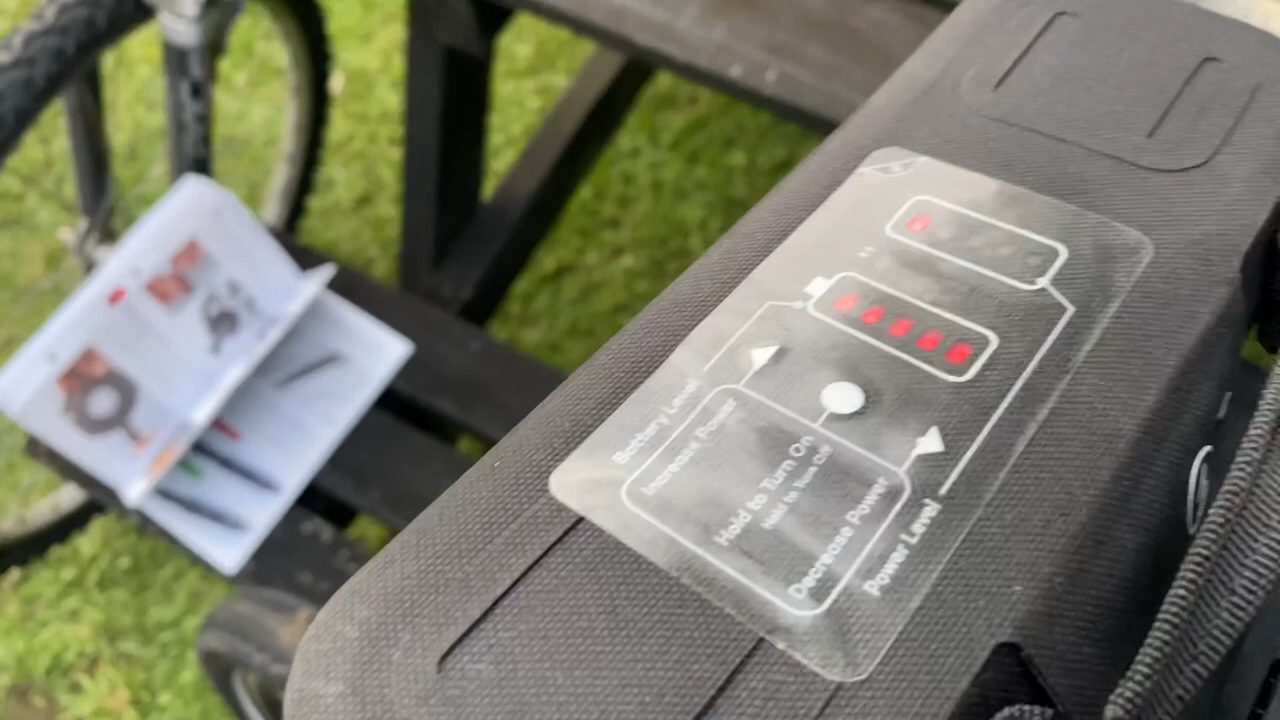 Battery Level
Increase Power
Hold to Turn On
Hold to Turn Off
Decrease Power
Power Level